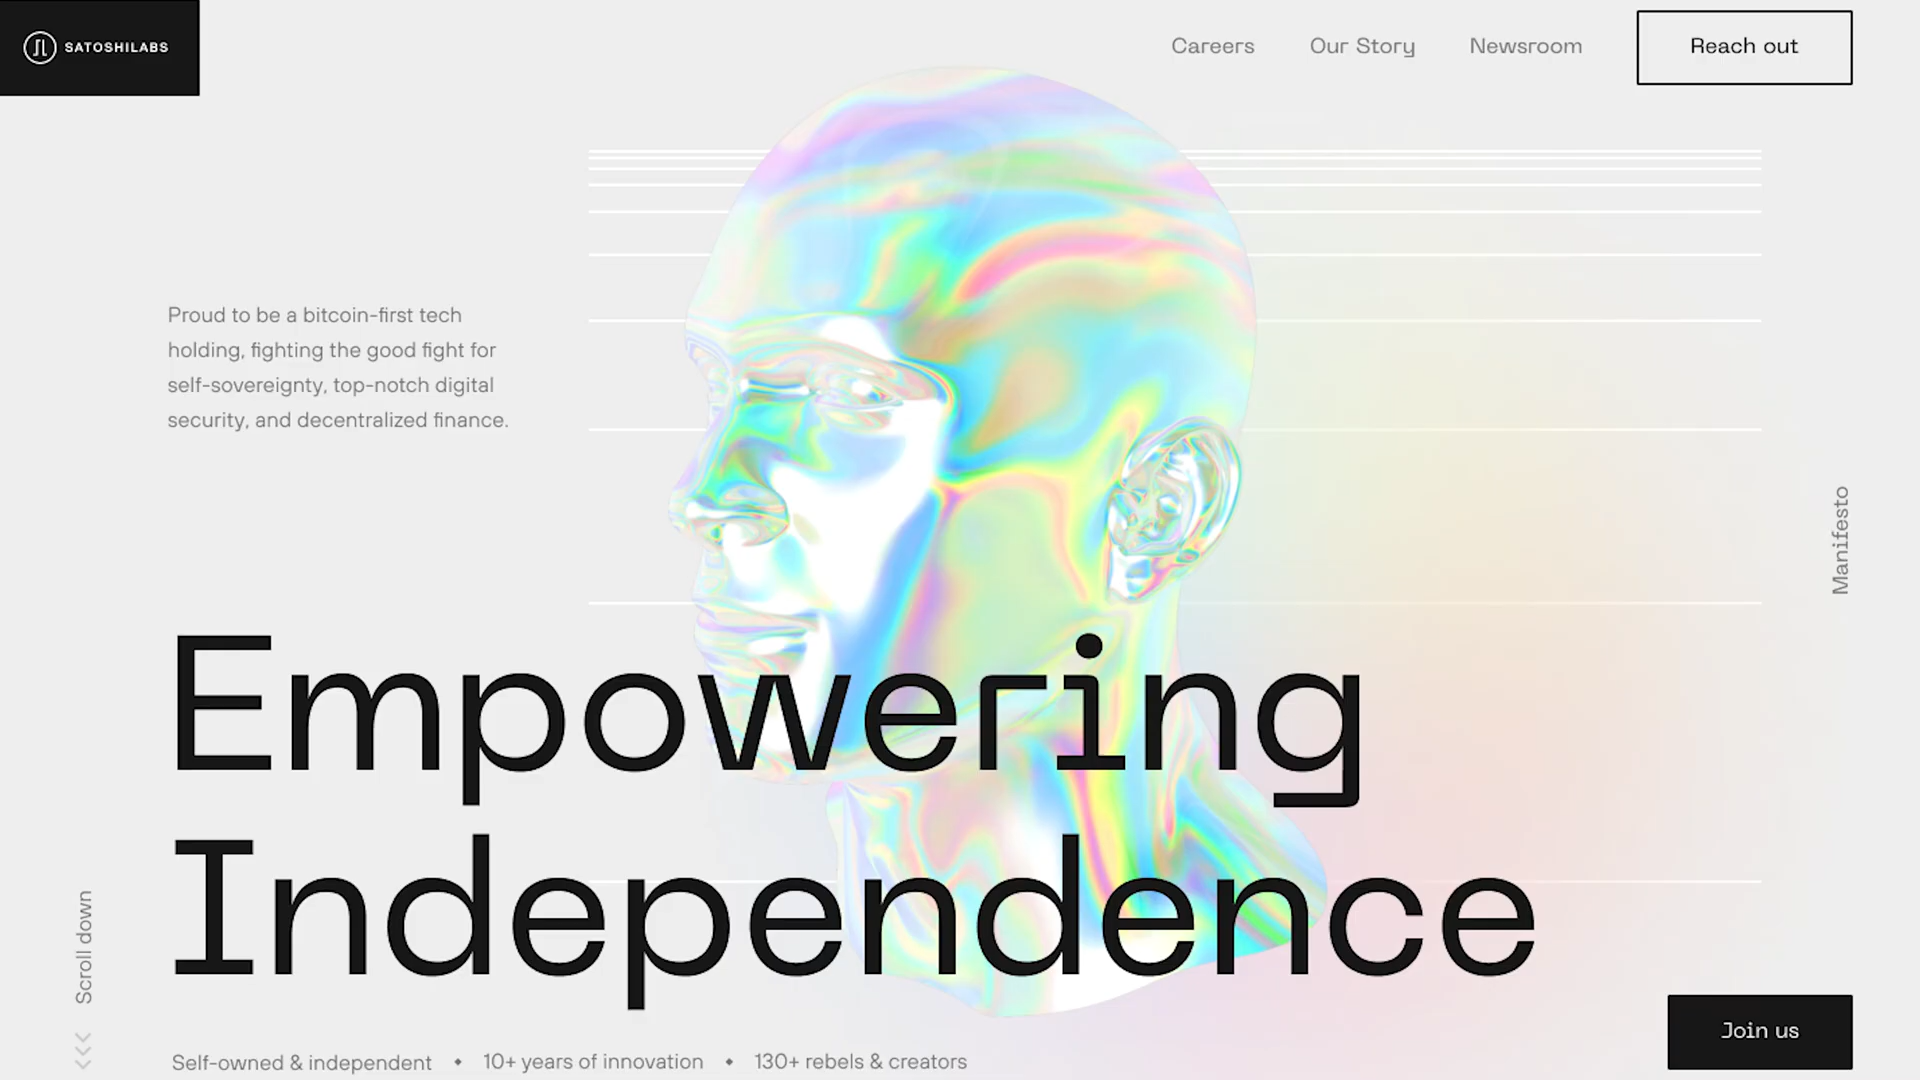 SATOSHILABS
Careers
Our Story
Newsroom
Reach out
Proud to be a bitcoin-first tech
holding, fighting the good fight for
self-sovereignty, top-notch digital
security, and decentralized finance.
Manifesto
Empowering
Independence
Scroll down
Self-owned & independent • 10+ years of innovation • 130+ rebels & creators
Join us